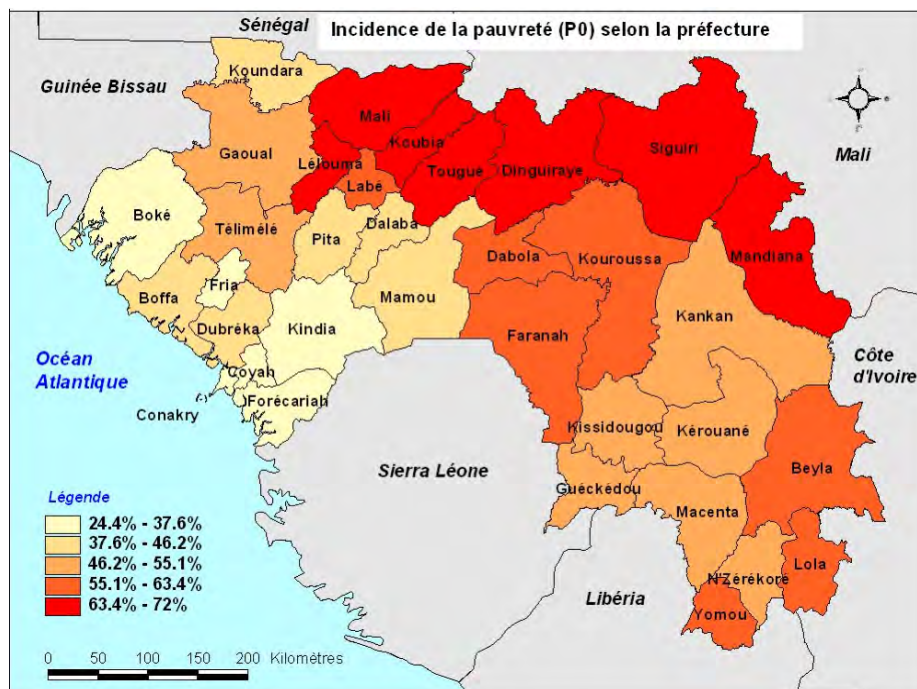 Sénégal
Incidence de la pauvreté (P0) selon la préfecture
Koundara
Guinée Bissau
Mali
Koubia
Siguiri
Gaoual
Lélouma
Tougué
Dinguiraye
Mali
Labé
Boké
Dalaba
Télimélé
Pita
Dabola
Kouroussa
Mandiana
Fria
Boffa
Mamou
Kankan
Dubréka
Kindia
Faranah
Océan
Atlantique
Côte
d'Ivoire
Coyah
Conakry
Forécariah
Kissidougou
Kérouané
Sierra Léone
Beyla
Guéckédou
Macenta
Légende
24.4% - 37.6%
37.6% - 46.2%
46.2% - 55.1%
55.1% - 63.4%
63.4% - 72%
Lola
N'Zérékoré
Libéria
Yomou
0 50 100 150 200 Kilomètres